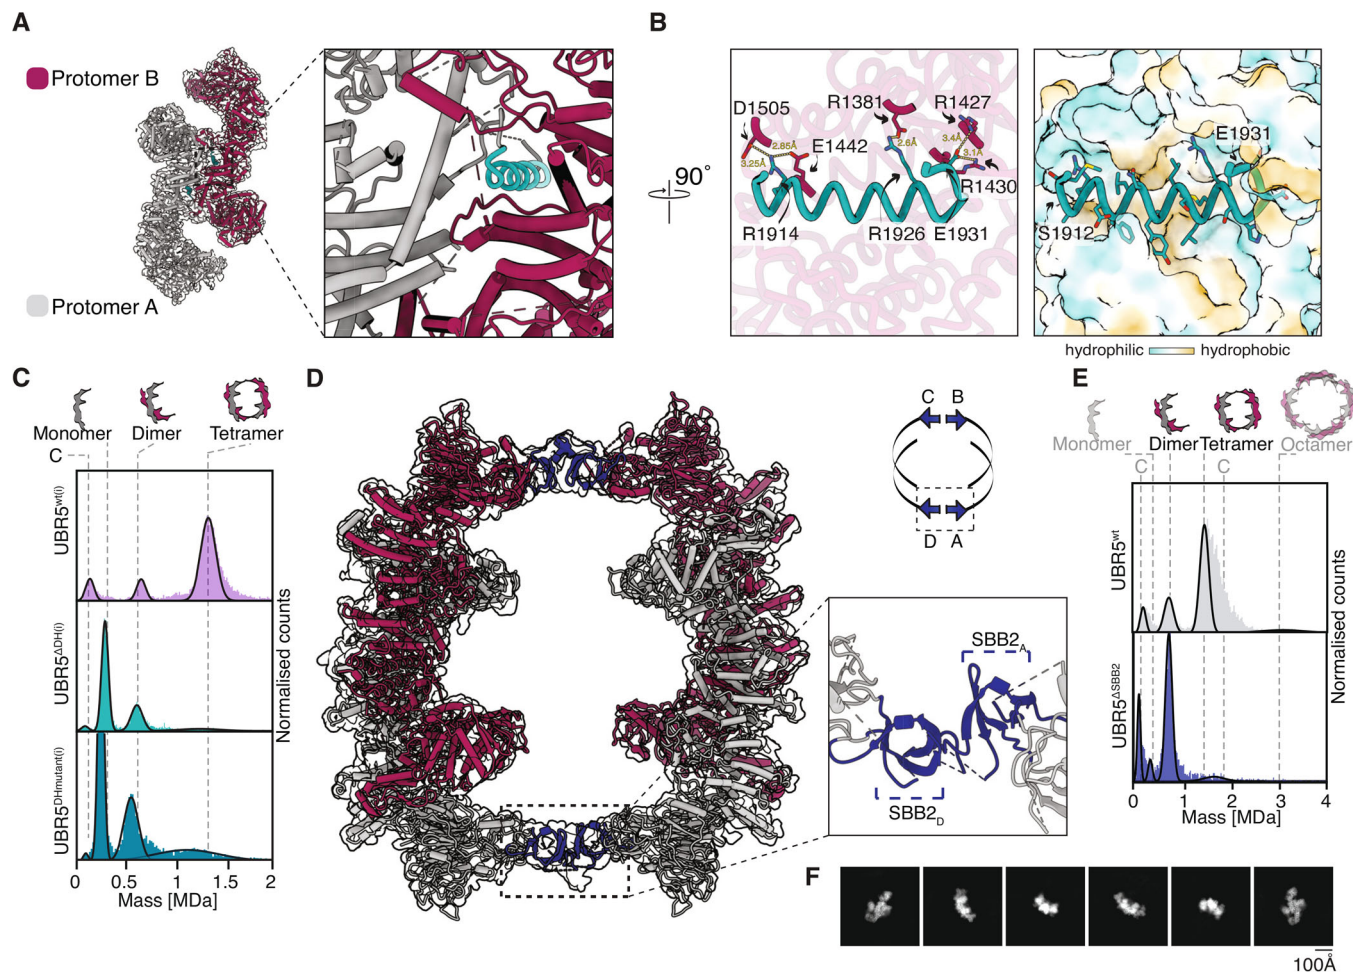 A
Protomer B
Protomer A
B
90°
D1505
R1381
R1427
2.85Å
3.25Å
E1442
2.6Å
3.4Å
3.1Å
R1430
R1914
R1926
E1931
E1931
S1912
hydrophilic
hydrophobic
C
Monomer
Dimer
Tetramer
C
UBR5wt(i)
UBR5ΔDH(i)
UBR5DHmutant(i)
Normalised counts
0
0.5
1
1.5
2
Mass [MDa]
D
C
B
D
A
SBB2A
SBB2D
E
Monomer
Dimer
Tetramer
Octamer
C
C
UBR5wt
UBR5ΔSBB2
Normalised counts
0
1
2
3
4
Mass [MDa]
F
100Å